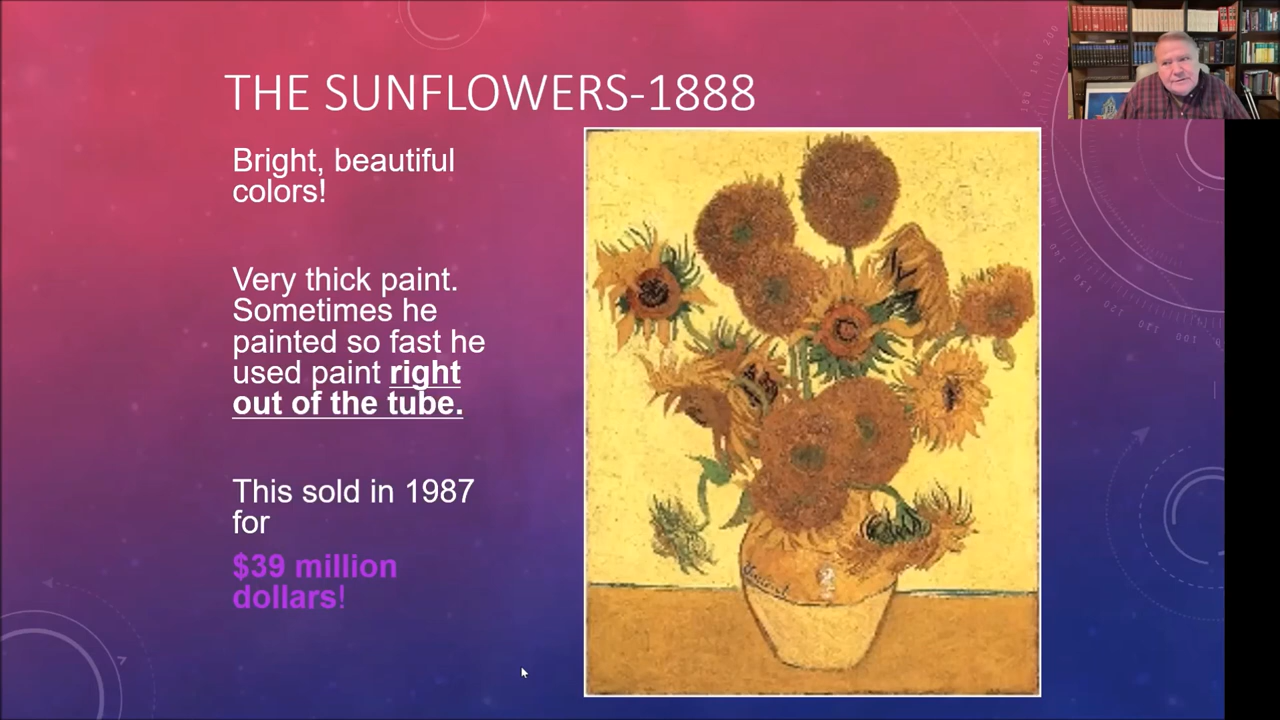 THE SUNFLOWERS-1888
Bright, beautiful
colors!
Very thick paint.
Sometimes he
painted so fast he
used paint right
out of the tube.
This sold in 1987
for
$39 million
dollars!
Vincent